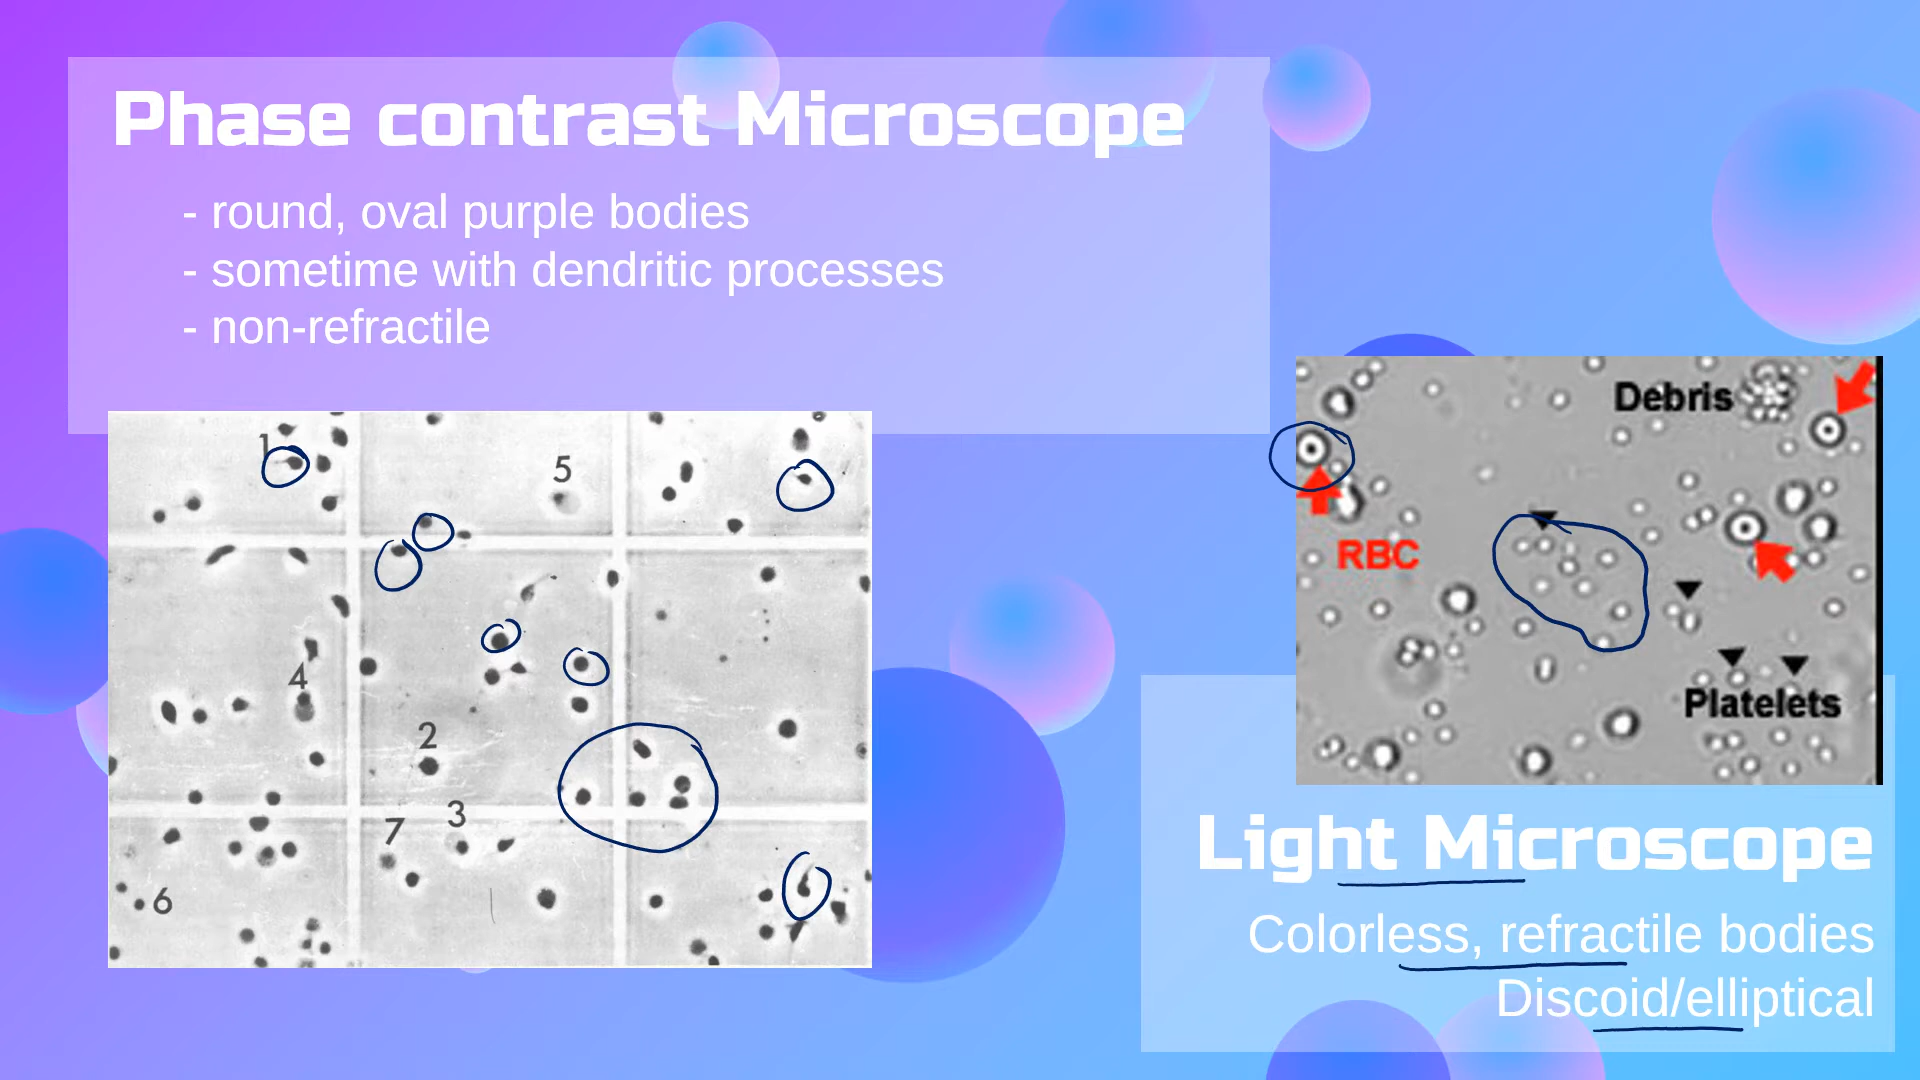 Phase contrast Microscope
- round, oval purple bodies
- sometime with dendritic processes
- non-refractile
1
5
4
2
3
7
6
Debris
RBC
Platelets
Light Microscope
Colorless, refractile bodies
Discoid/elliptical